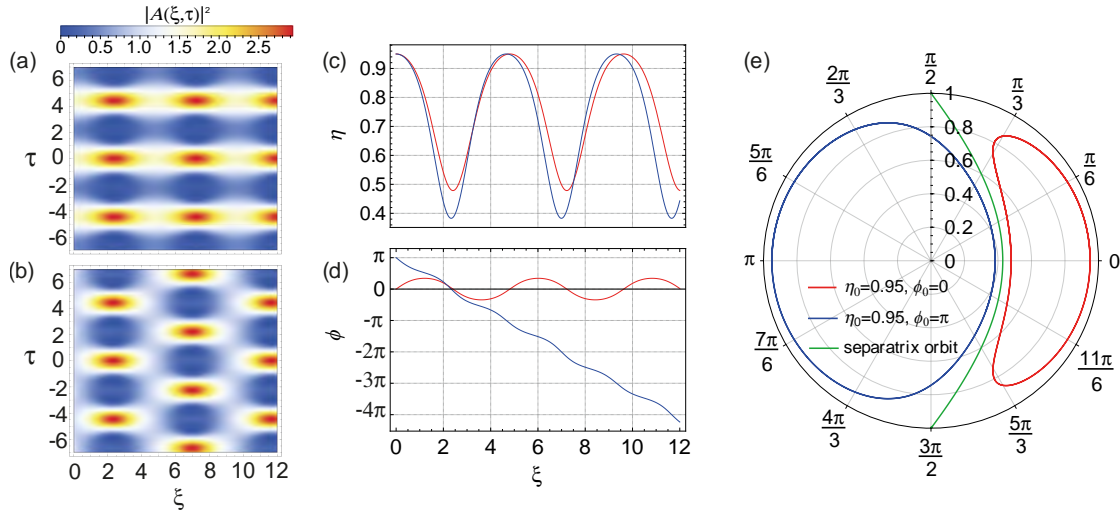 |A(ξ,τ)|²
0 0.5 1.0 1.5 2.0 2.5
(a)
6
4
2
0
-2
-4
-6
τ
(b)
6
4
2
0
-2
-4
-6
τ
0 2 4 6 8 10 12
ξ
(c)
0.9
0.8
0.7
0.6
0.5
0.4
η
(d)
π
0
-π
-2π
-3π
-4π
ϕ
0 2 4 6 8 10 12
ξ
(e)
π/2
π/3
π/6
0
11π/6
5π/3
3π/2
4π/3
7π/6
π
5π/6
2π/3
1
0.8
0.6
0.4
0.2
0
η₀=0.95, ϕ₀=0
η₀=0.95, ϕ₀=π
separatrix orbit